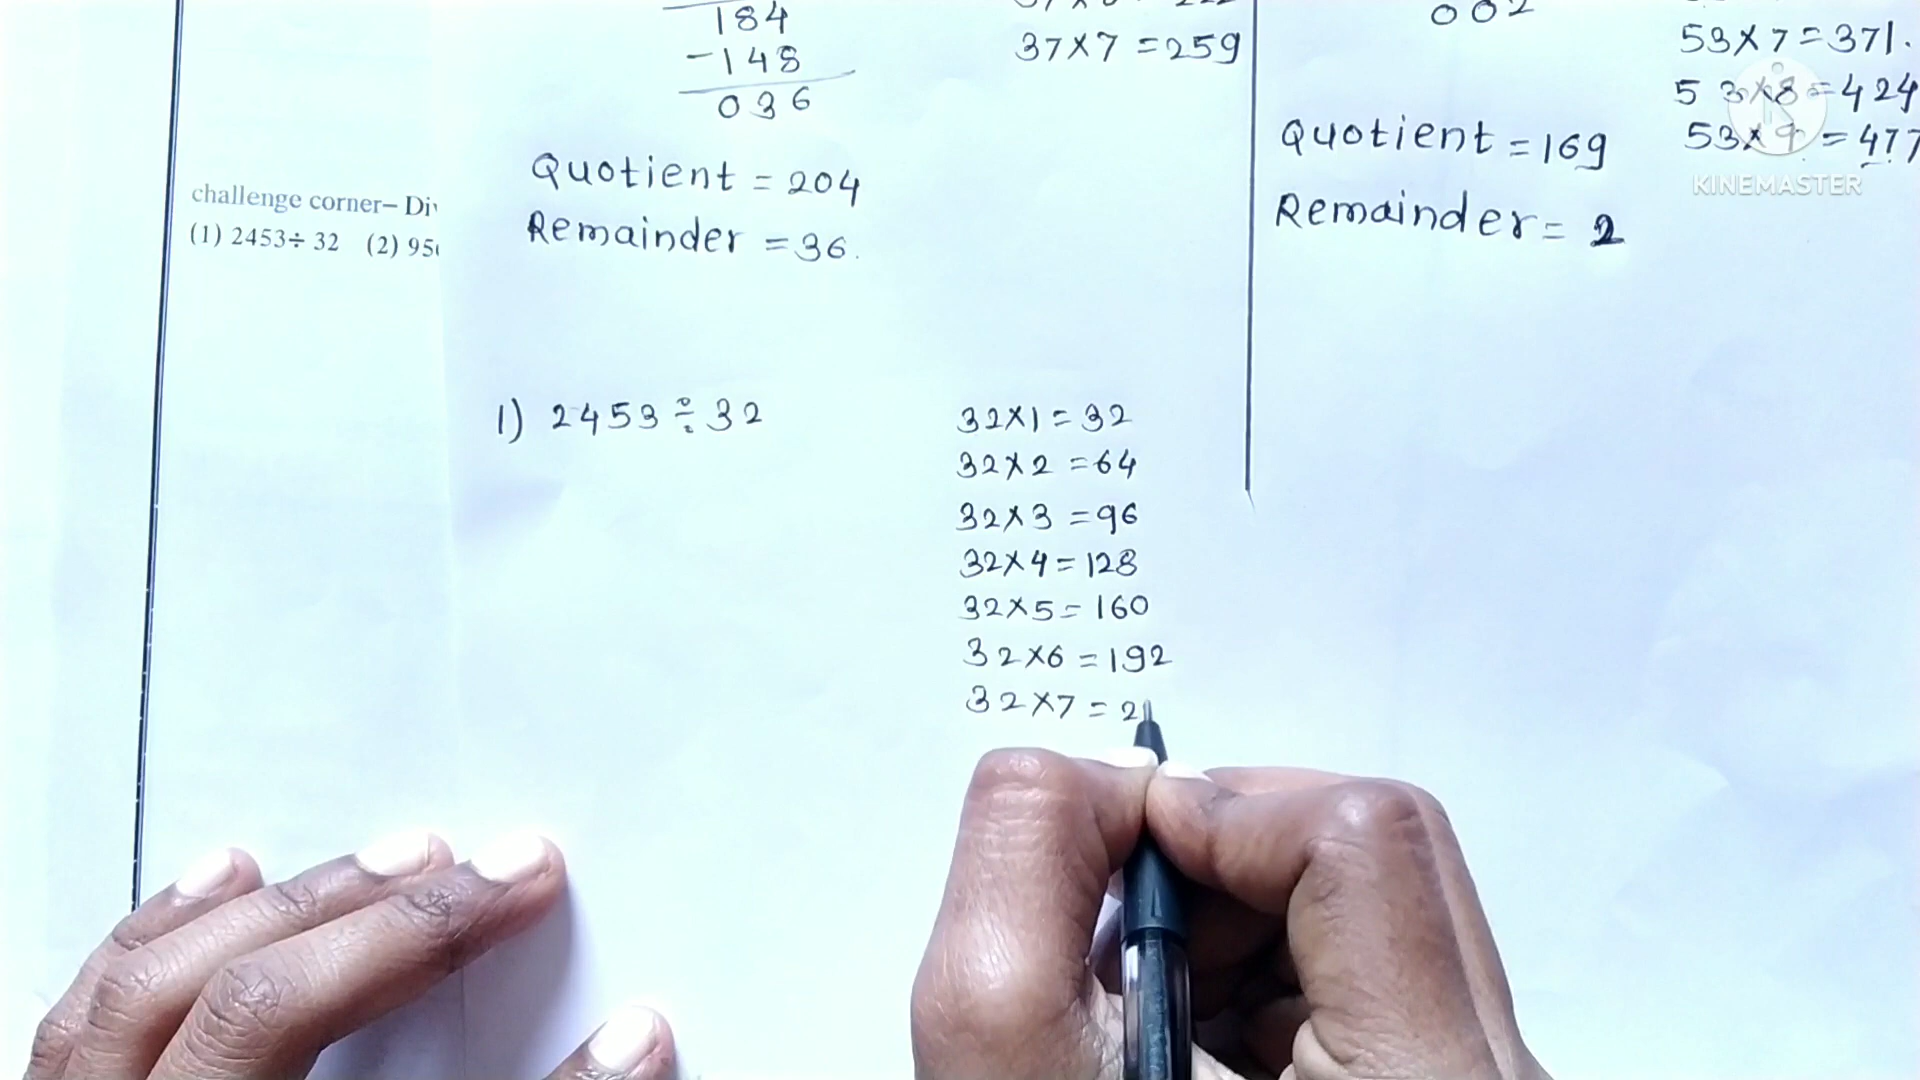 184
-148
036
37×7=259
Quotient = 204
Remainder = 36.
002
53×7=371.
53×8=424
53×9=477
Quotient = 169
Remainder = 2
KINEMASTER
challenge corner– Div
(1) 2453÷ 32 (2) 950
1) 2453÷32
32×1=32
32×2=64
32×3=96
32×4=128
32×5=160
32×6=192
32×7=2